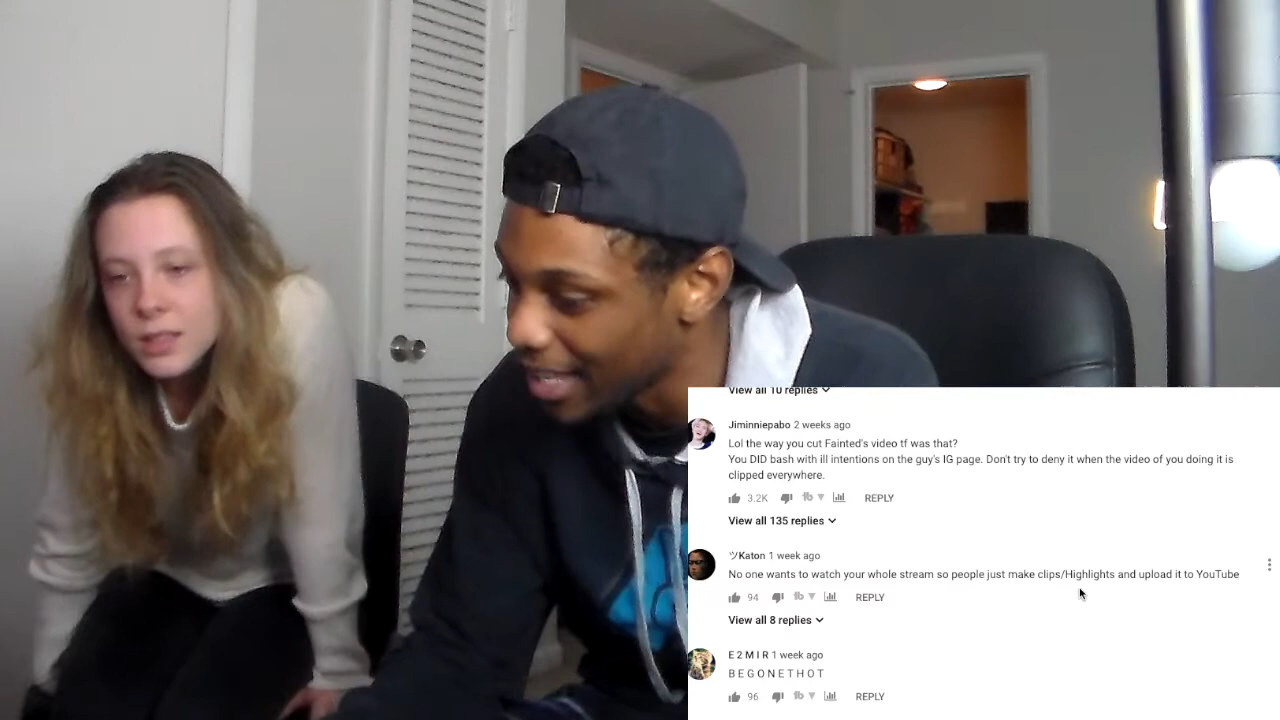 View all 10 replies
Jiminniepabo 2 weeks ago
Lol the way you cut Fainted's video tf was that?
You DID bash with ill intentions on the guy's IG page. Don't try to deny it when the video of you doing it is
clipped everywhere.
3.2K REPLY
View all 135 replies
ツKaton 1 week ago
No one wants to watch your whole stream so people just make clips/Highlights and upload it to YouTube
94 REPLY
View all 8 replies
E 2 M I R 1 week ago
B E G O N E T H O T
96 REPLY